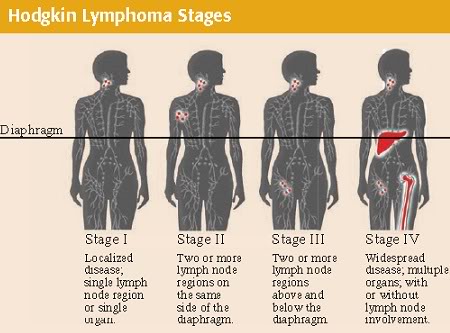 Hodgkin Lymphoma Stages
Diaphragm
Stage I
Localized
disease;
single lymph
node region
or single
organ.
Stage II
Two or more
lymph node
regions on
the same
side of the
diaphragm.
Stage III
Two or more
lymph node
regions
above and
below the
diaphragm.
Stage IV
Widespread
disease; multiple
organs; with
or without
lymph node
involvement.